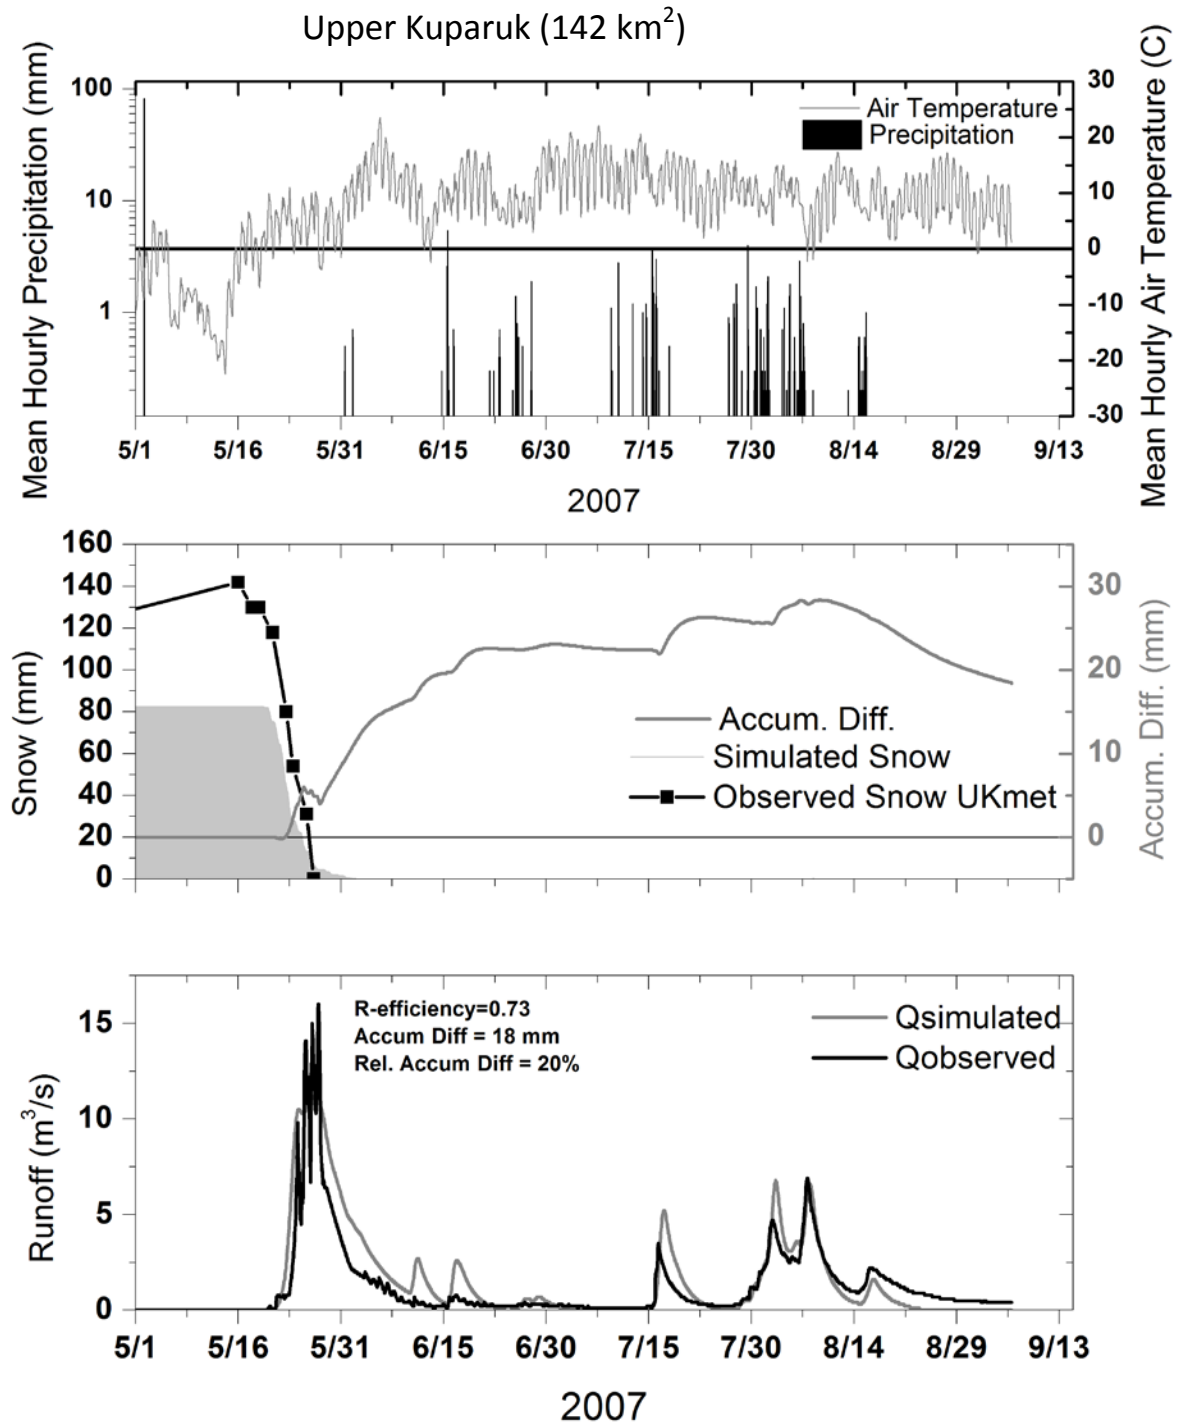 Upper Kuparuk (142 km²)
Mean Hourly Precipitation (mm)
100
10
1
Air Temperature
Precipitation
30
20
10
0
-10
-20
-30
Mean Hourly Air Temperature (C)
5/1 5/16 5/31 6/15 6/30 7/15 7/30 8/14 8/29 9/13
2007
Snow (mm)
160
140
120
100
80
60
40
20
0
Accum. Diff.
Simulated Snow
Observed Snow UKmet
30
20
10
0
Accum. Diff. (mm)
Runoff (m³/s)
15
10
5
0
R-efficiency=0.73
Accum Diff = 18 mm
Rel. Accum Diff = 20%
Qsimulated
Qobserved
5/1 5/16 5/31 6/15 6/30 7/15 7/30 8/14 8/29 9/13
2007